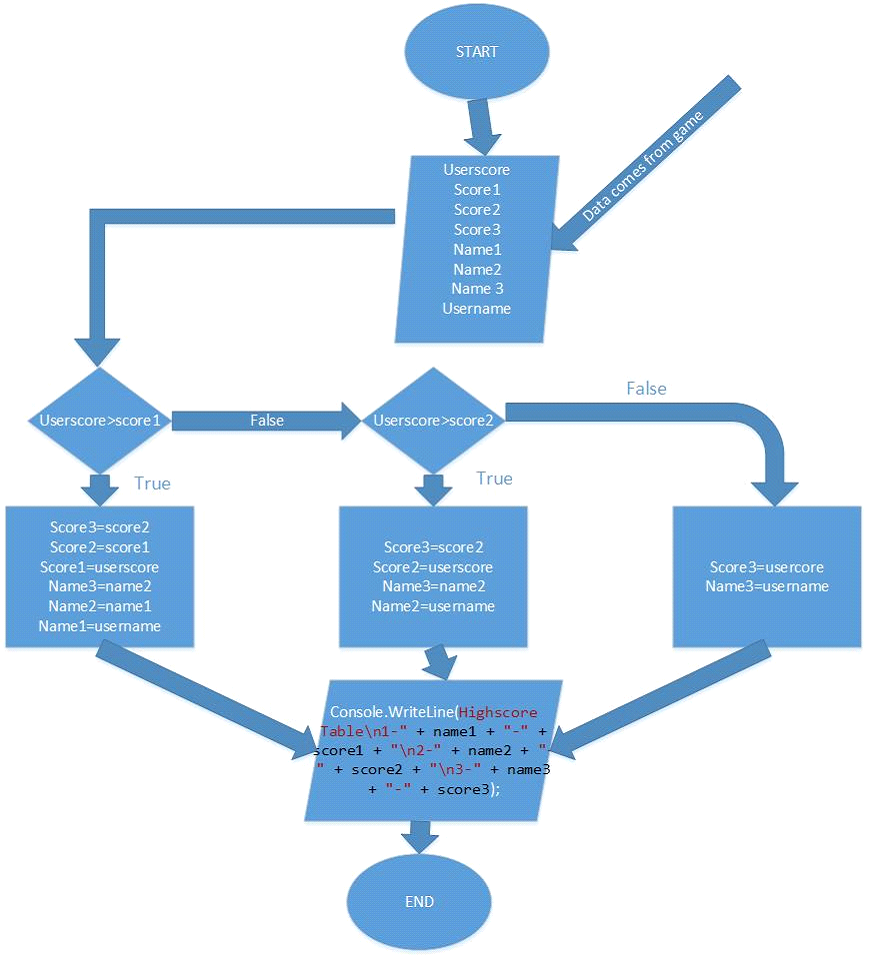 START
Data comes from game
Userscore
Score1
Score2
Score3
Name1
Name2
Name 3
Username
Userscore>score1
False
Userscore>score2
False
True
True
Score3=score2
Score2=score1
Score1=userscore
Name3=name2
Name2=name1
Name1=username
Score3=score2
Score2=userscore
Name3=name2
Name2=username
Score3=usercore
Name3=username
Console.WriteLine(Highscore
Table\n1-" + name1 + "-" +
score1 + "\n2-" + name2 + "-
" + score2 + "\n3-" + name3
+ "-" + score3);
END